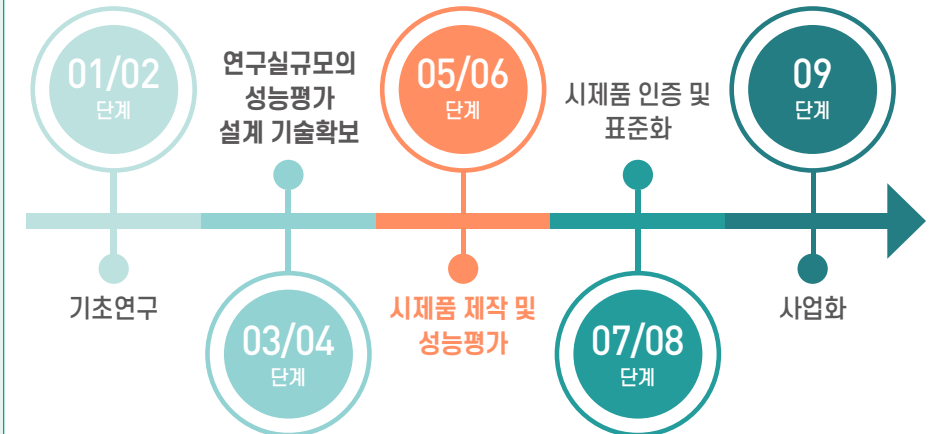 01/02
단계
기초연구
연구실규모의
성능평가
설계 기술확보
03/04
단계
05/06
단계
시제품 제작 및
성능평가
시제품 인증 및
표준화
07/08
단계
09
단계
사업화